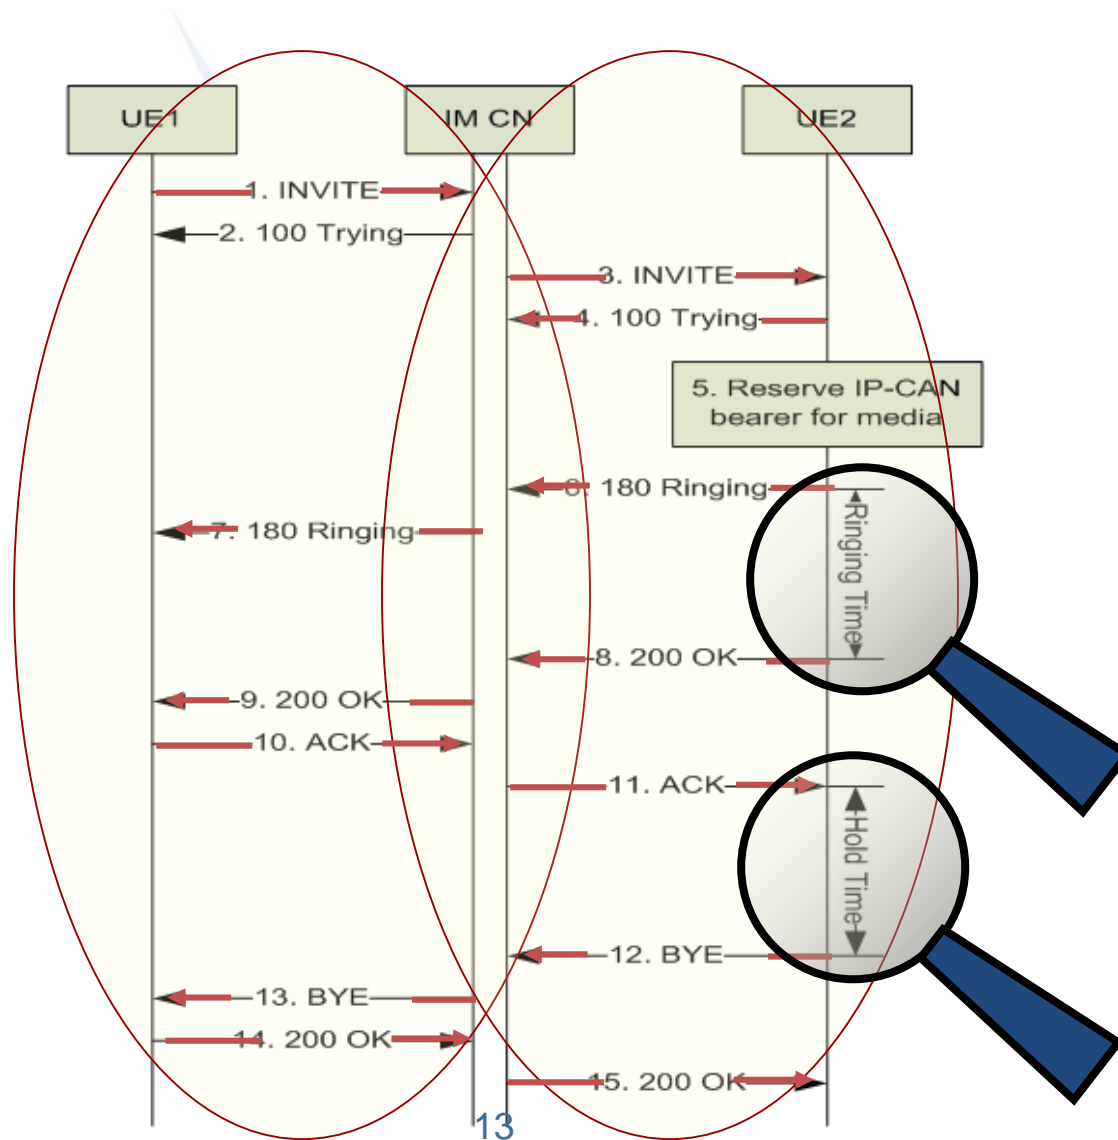 UE1
IM CN
UE2
1. INVITE
2. 100 Trying
3. INVITE
4. 100 Trying
5. Reserve IP-CAN
bearer for media
6. 180 Ringing
7. 180 Ringing
Ringing Time
8. 200 OK
9. 200 OK
10. ACK
11. ACK
Hold Time
12. BYE
13. BYE
14. 200 OK
15. 200 OK
13